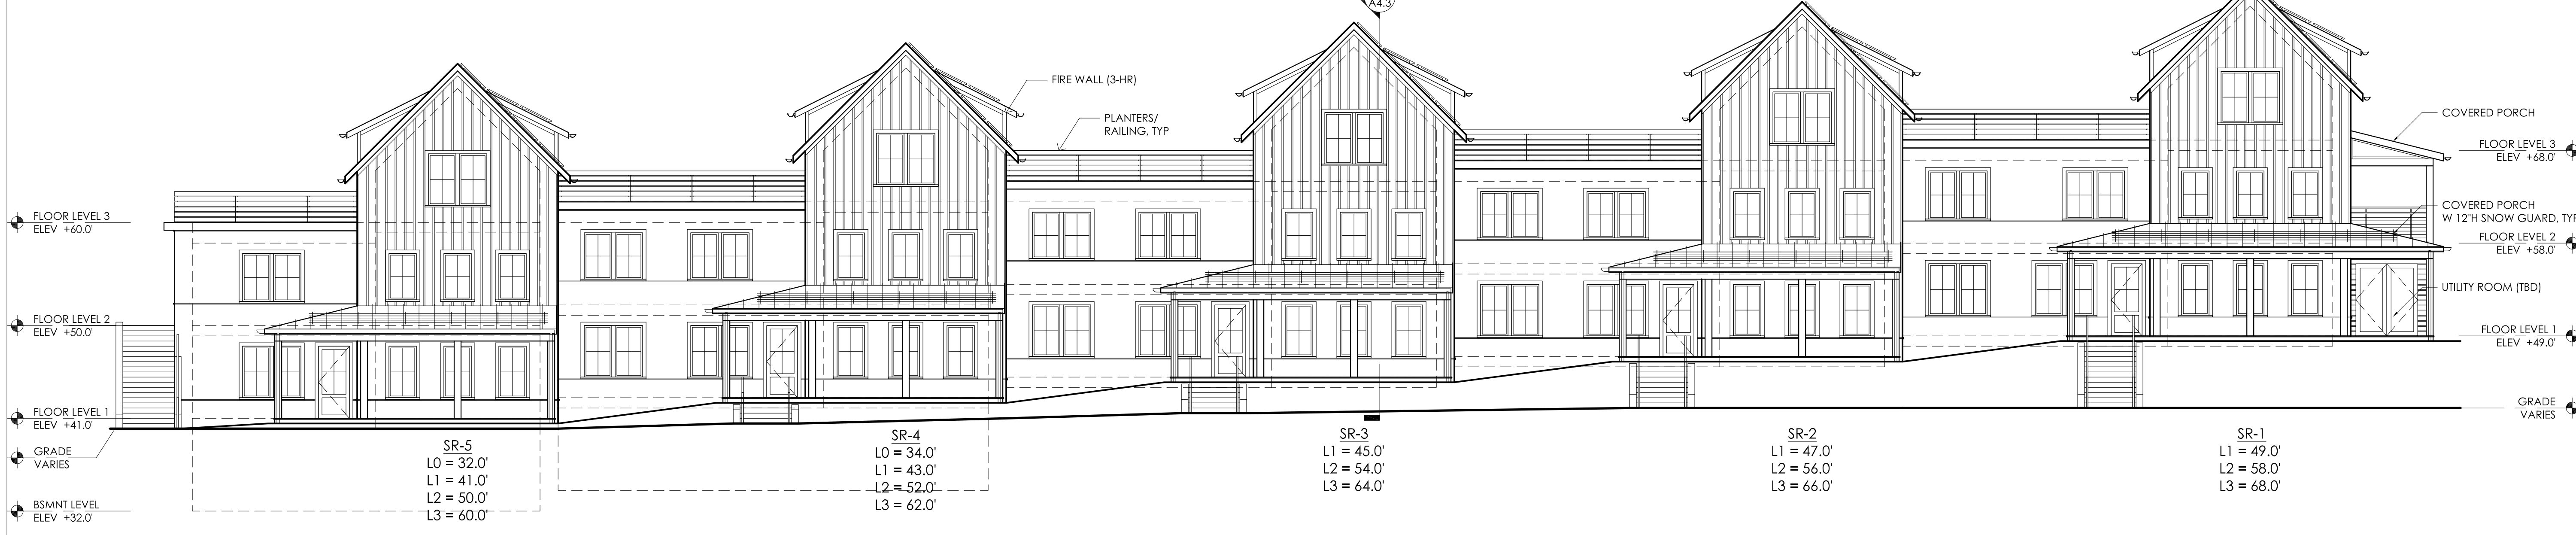 A4.3
FIRE WALL (3-HR)
PLANTERS/
RAILING, TYP
COVERED PORCH
FLOOR LEVEL 3
ELEV +68.0'
COVERED PORCH
W 12"H SNOW GUARD, TYP
FLOOR LEVEL 2
ELEV +58.0'
UTILITY ROOM (TBD)
FLOOR LEVEL 1
ELEV +49.0'
GRADE
VARIES
FLOOR LEVEL 3
ELEV +60.0'
FLOOR LEVEL 2
ELEV +50.0'
FLOOR LEVEL 1
ELEV +41.0'
GRADE
VARIES
BSMNT LEVEL
ELEV +32.0'
SR-5
L0 = 32.0'
L1 = 41.0'
L2 = 50.0'
L3 = 60.0'
SR-4
L0 = 34.0'
L1 = 43.0'
L2 = 52.0'
L3 = 62.0'
SR-3
L1 = 45.0'
L2 = 54.0'
L3 = 64.0'
SR-2
L1 = 47.0'
L2 = 56.0'
L3 = 66.0'
SR-1
L1 = 49.0'
L2 = 58.0'
L3 = 68.0'